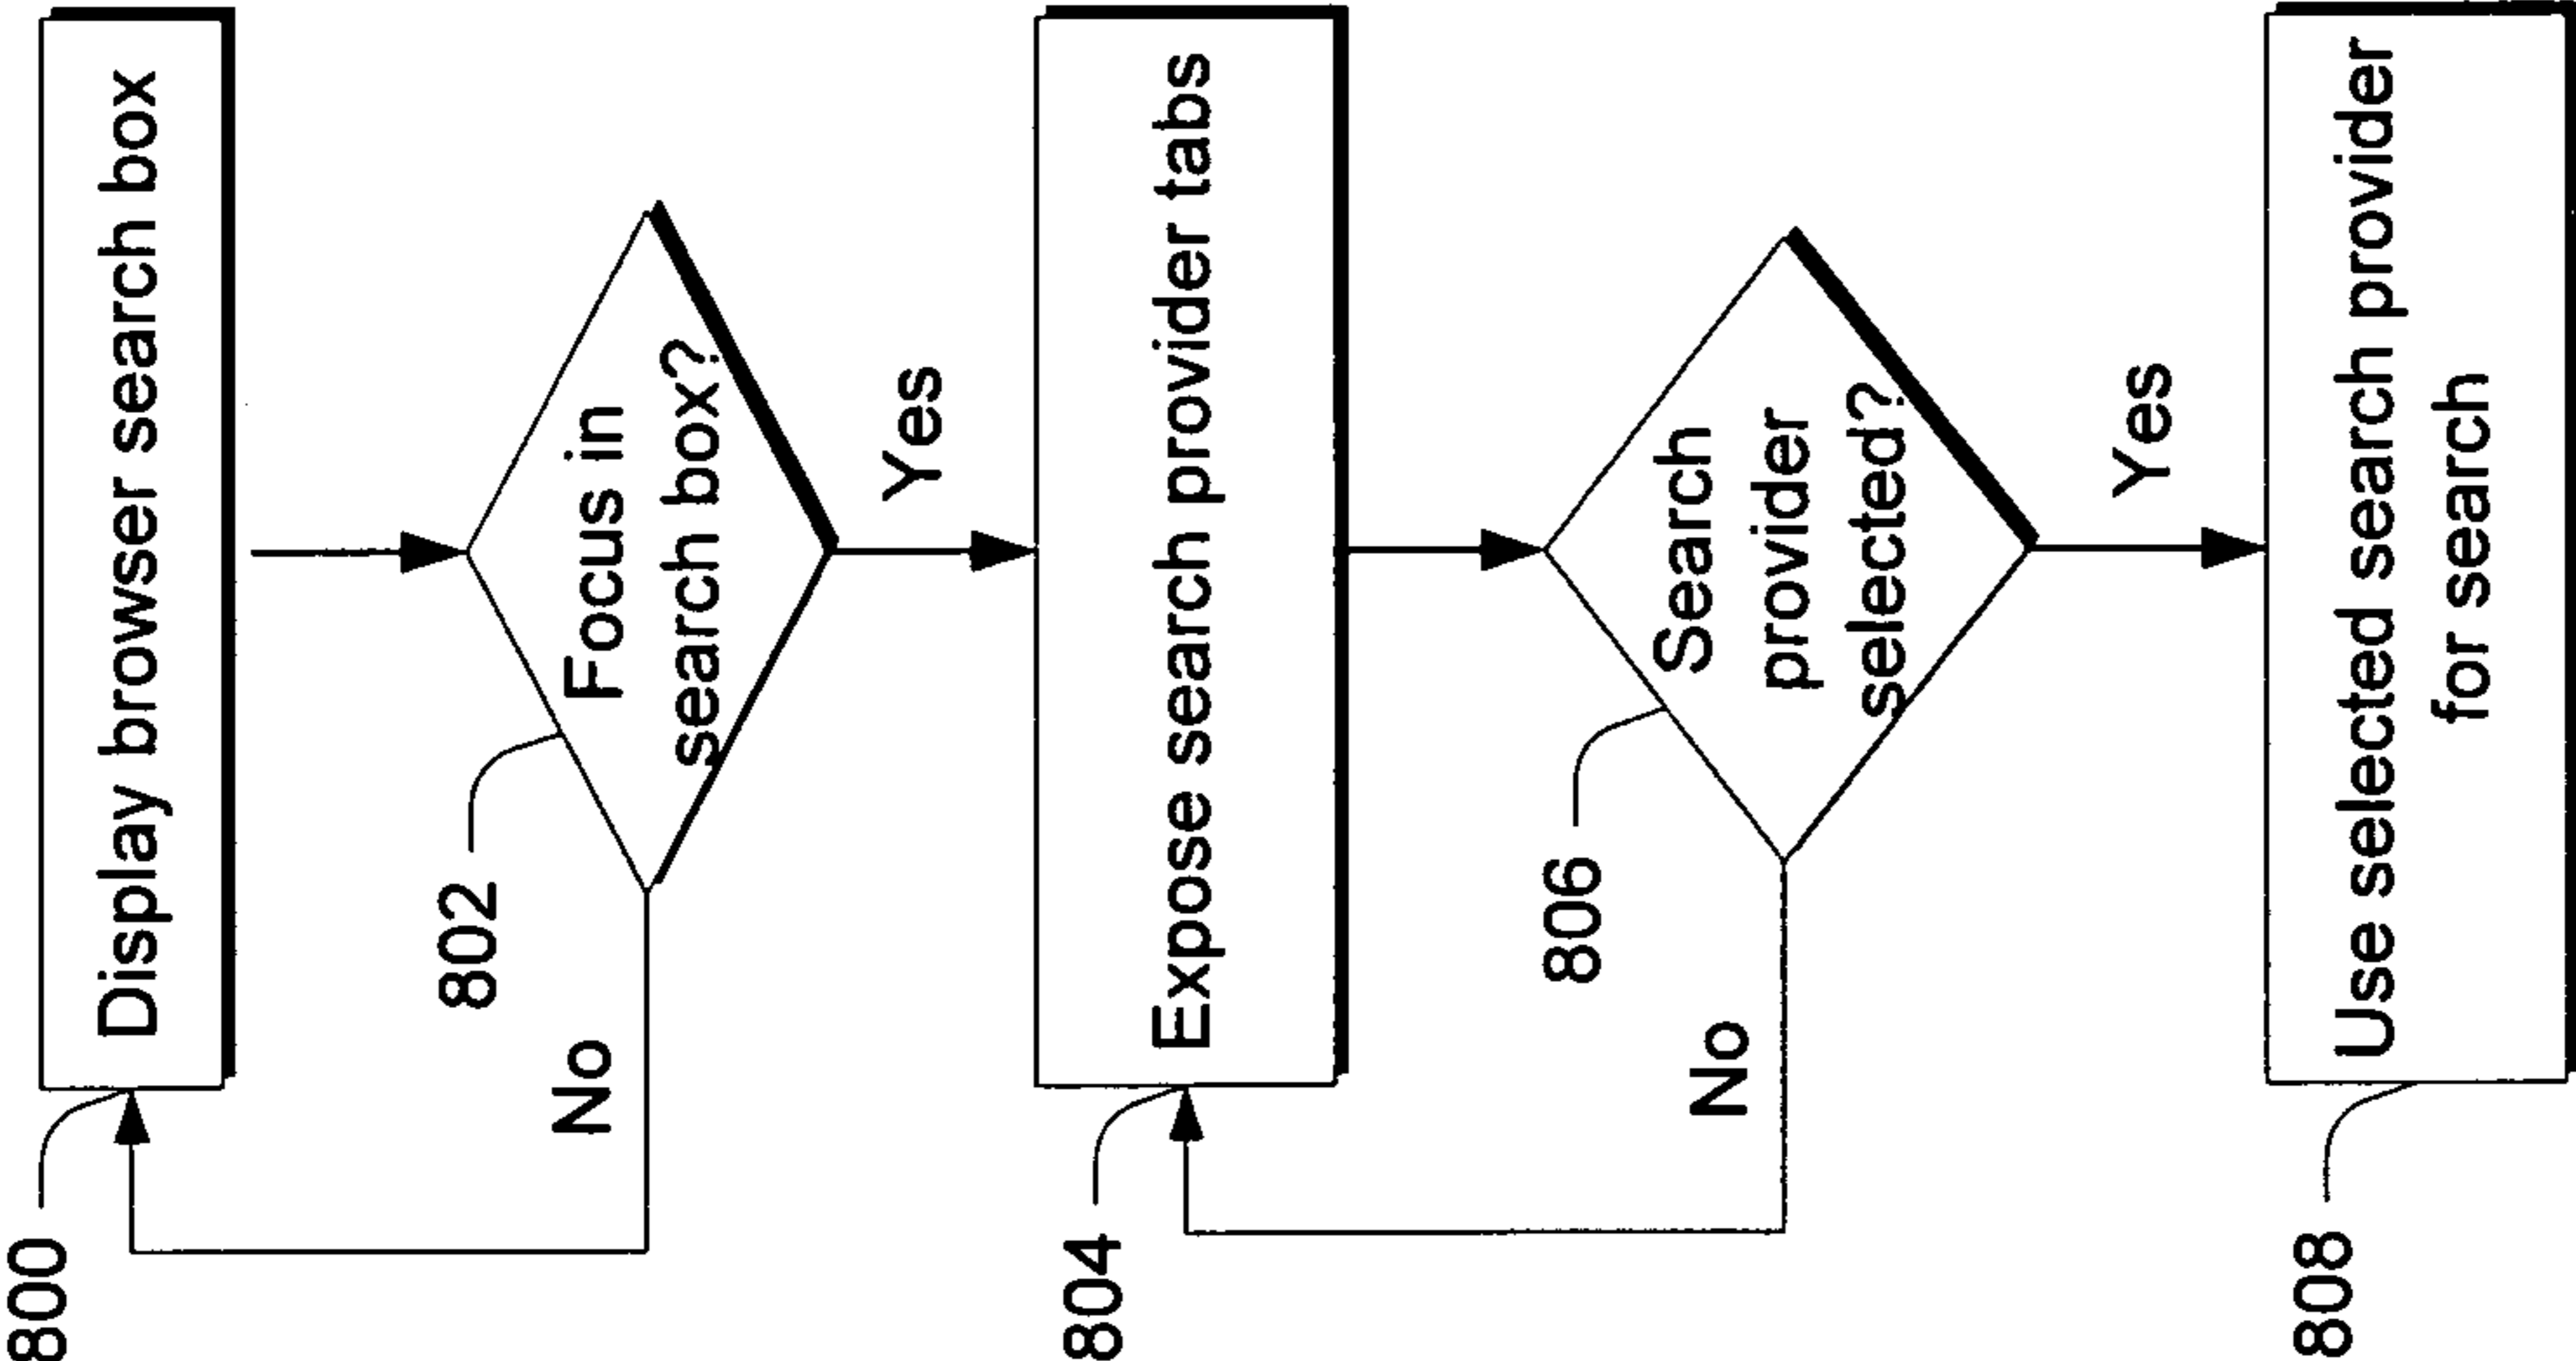 800
Display browser search box
802
Focus in
search box?
No
Yes
804
Expose search provider tabs
806
Search
provider
selected?
No
Yes
808
Use selected search provider
for search